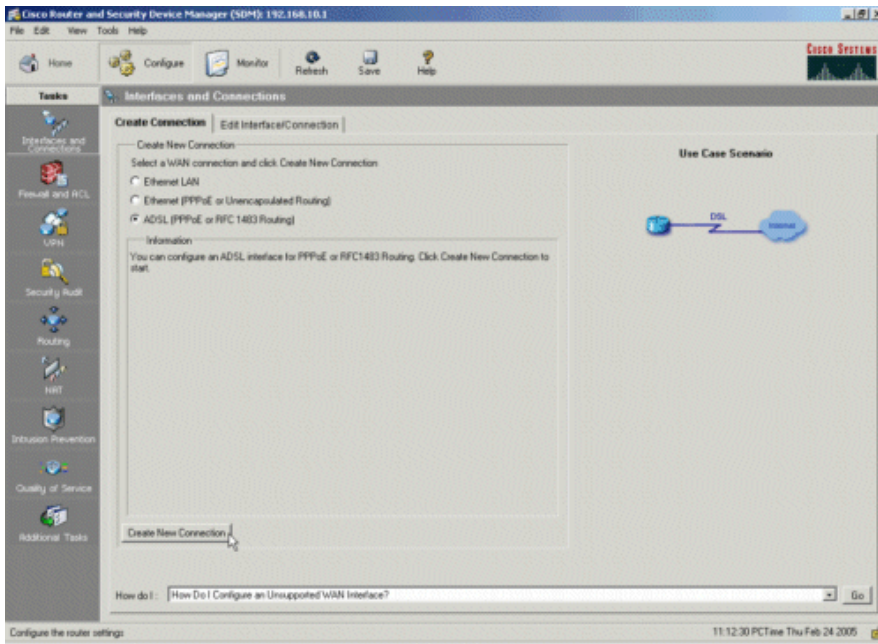 Cisco Router and Security Device Manager (SDM): 192.168.10.1
File Edit View Tools Help
Home Configure Monitor Refresh Save Help
CISCO SYSTEMS
Tasks
Interfaces and Connections
Interfaces and Connections
Firewall and ACL
VPN
Security Audit
Routing
NAT
Intrusion Prevention
Quality of Service
Additional Tasks
Create Connection Edit Interface/Connection
Create New Connection
Select a WAN connection and click Create New Connection
Ethernet LAN
Ethernet (PPPoE or Unencapsulated Routing)
ADSL (PPPoE or RFC 1483 Routing)
Information
You can configure an ADSL interface for PPPoE or RFC1483 Routing. Click Create New Connection to
start.
Create New Connection
Use Case Scenario
DSL
Internet
How do I : How Do I Configure an Unsupported WAN Interface? Go
Configure the router settings 11:12:30 PCTime Thu Feb 24 2005